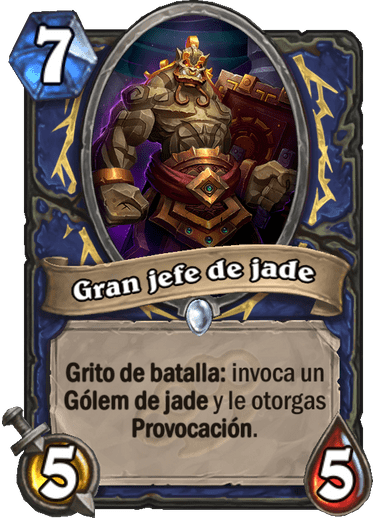 7
Gran jefe de jade
Grito de batalla: invoca un
Gólem de jade y le otorgas
Provocación.
5
5